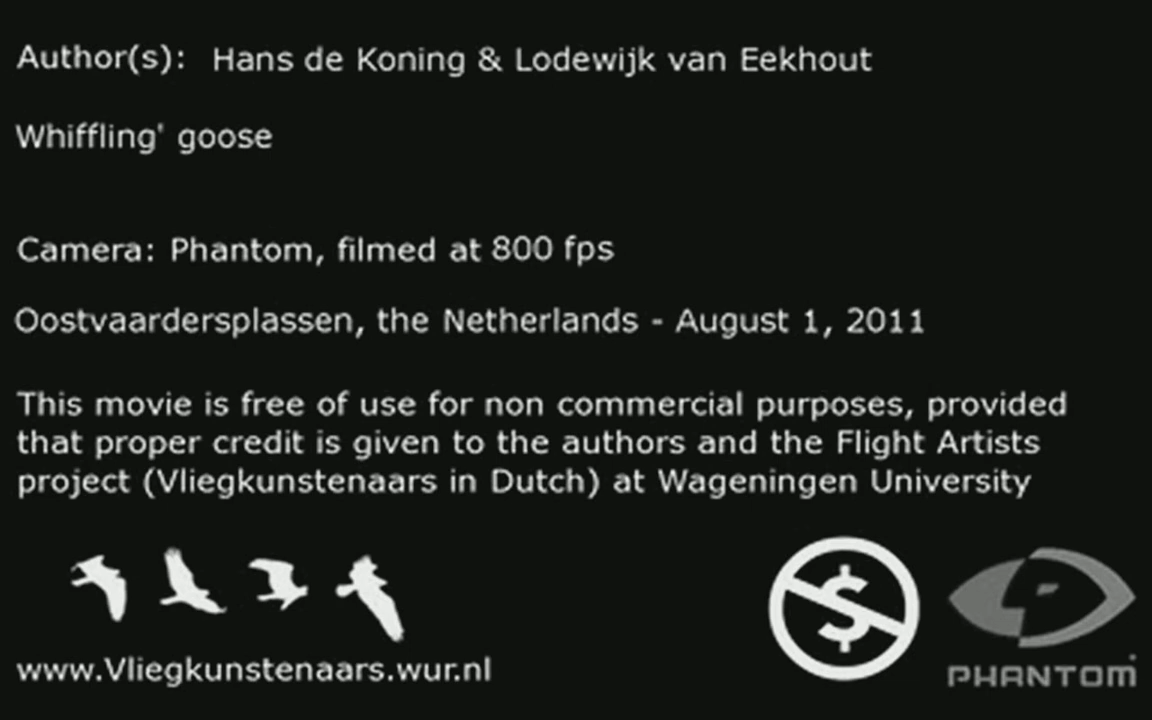 Author(s): Hans de Koning & Lodewijk van Eekhout
Whiffling' goose
Camera: Phantom, filmed at 800 fps
Oostvaardersplassen, the Netherlands - August 1, 2011
This movie is free of use for non commercial purposes, provided
that proper credit is given to the authors and the Flight Artists
project (Vliegkunstenaars in Dutch) at Wageningen University
$
www.Vliegkunstenaars.wur.nl
PHANTOM